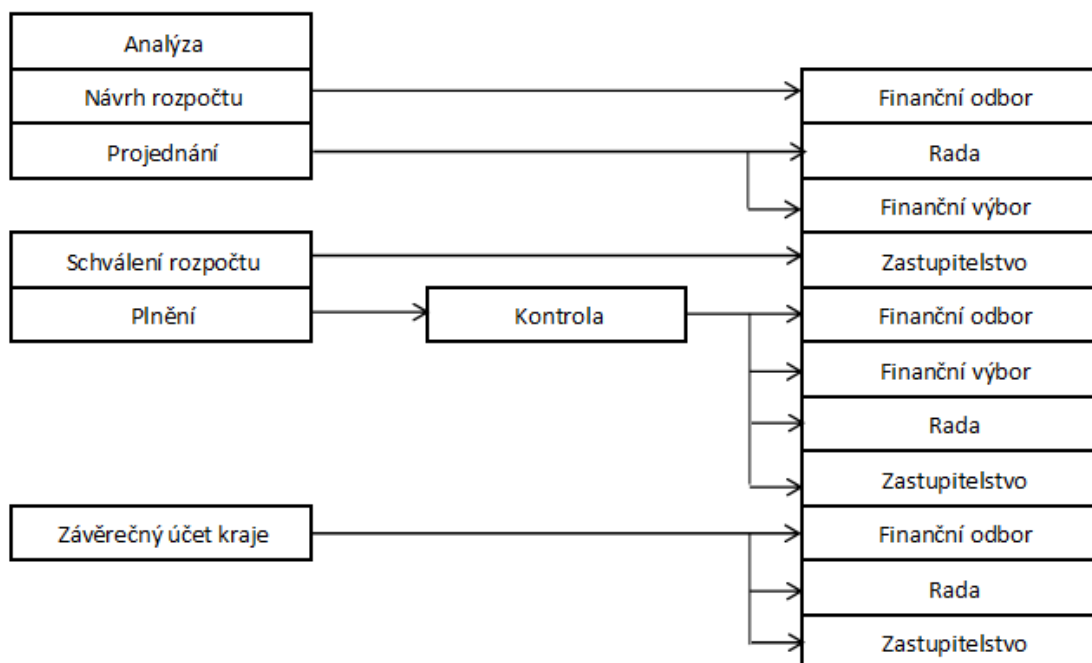 Analýza
Návrh rozpočtu
Finanční odbor
Projednání
Rada
Finanční výbor
Schválení rozpočtu
Zastupitelstvo
Plnění
Kontrola
Finanční odbor
Finanční výbor
Rada
Zastupitelstvo
Závěrečný účet kraje
Finanční odbor
Rada
Zastupitelstvo